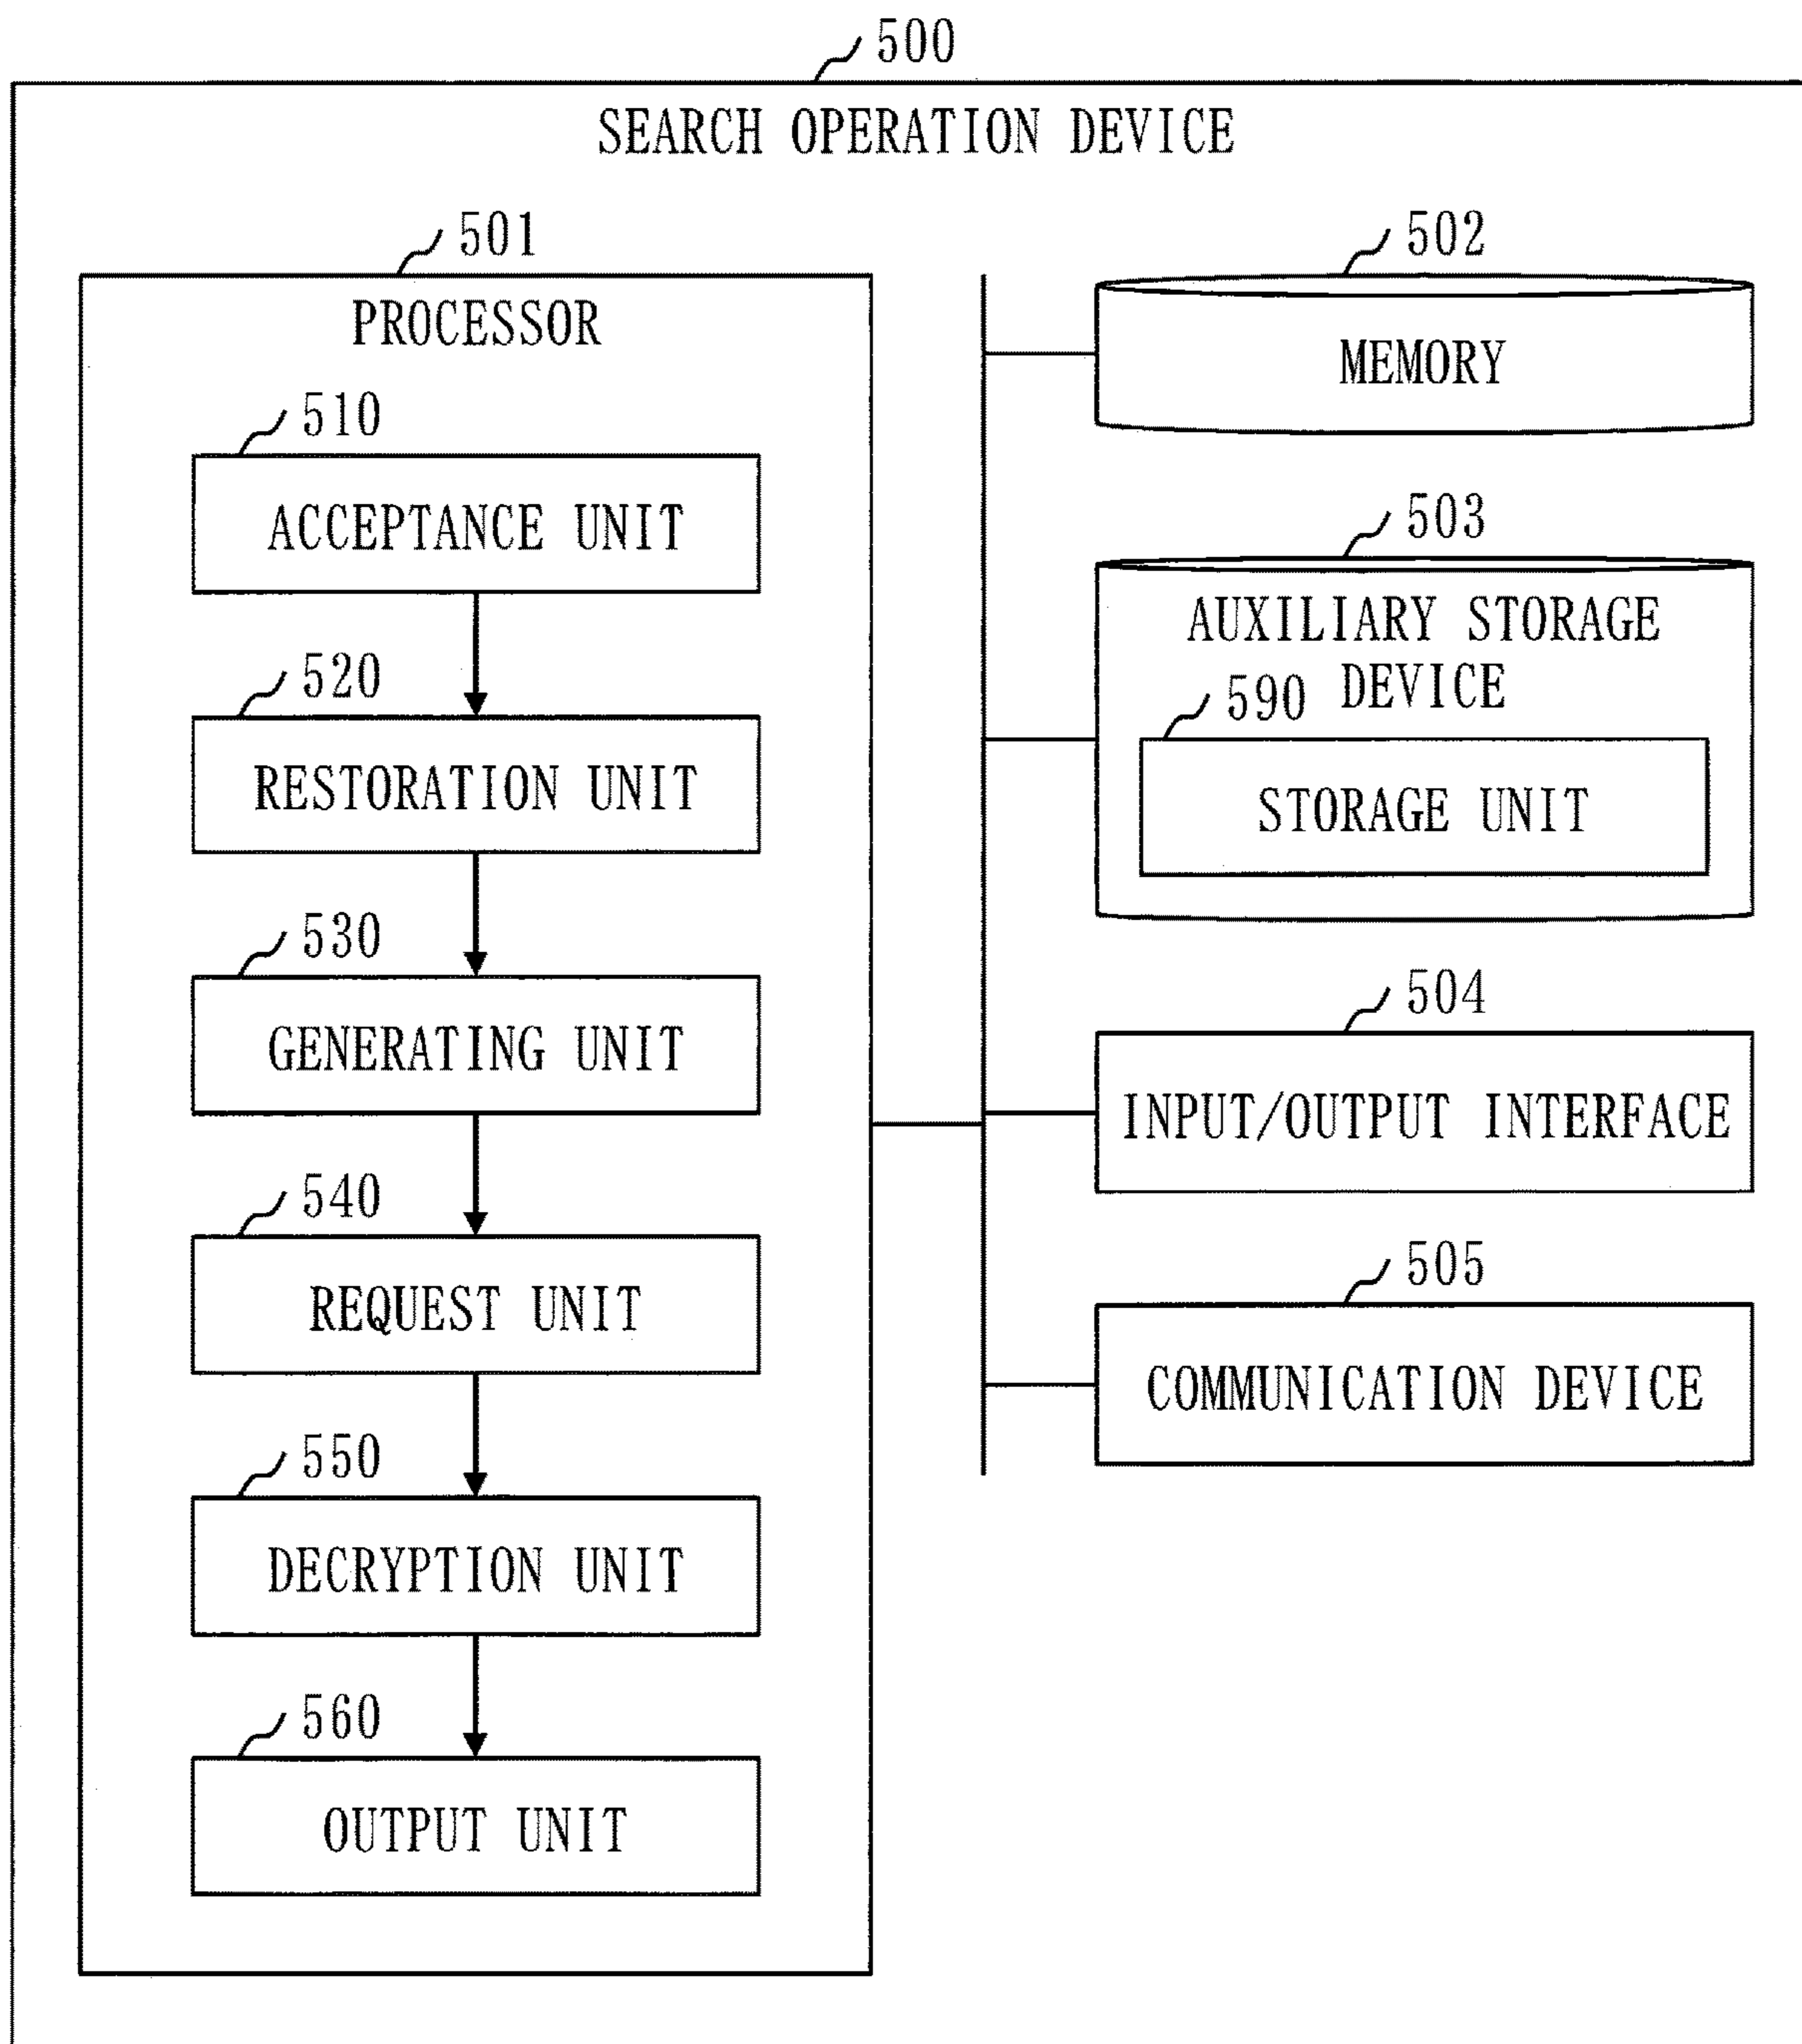 500
SEARCH OPERATION DEVICE
501
PROCESSOR
510
ACCEPTANCE UNIT
520
RESTORATION UNIT
530
GENERATING UNIT
540
REQUEST UNIT
550
DECRYPTION UNIT
560
OUTPUT UNIT
502
MEMORY
503
AUXILIARY STORAGE
DEVICE
590
STORAGE UNIT
504
INPUT/OUTPUT INTERFACE
505
COMMUNICATION DEVICE